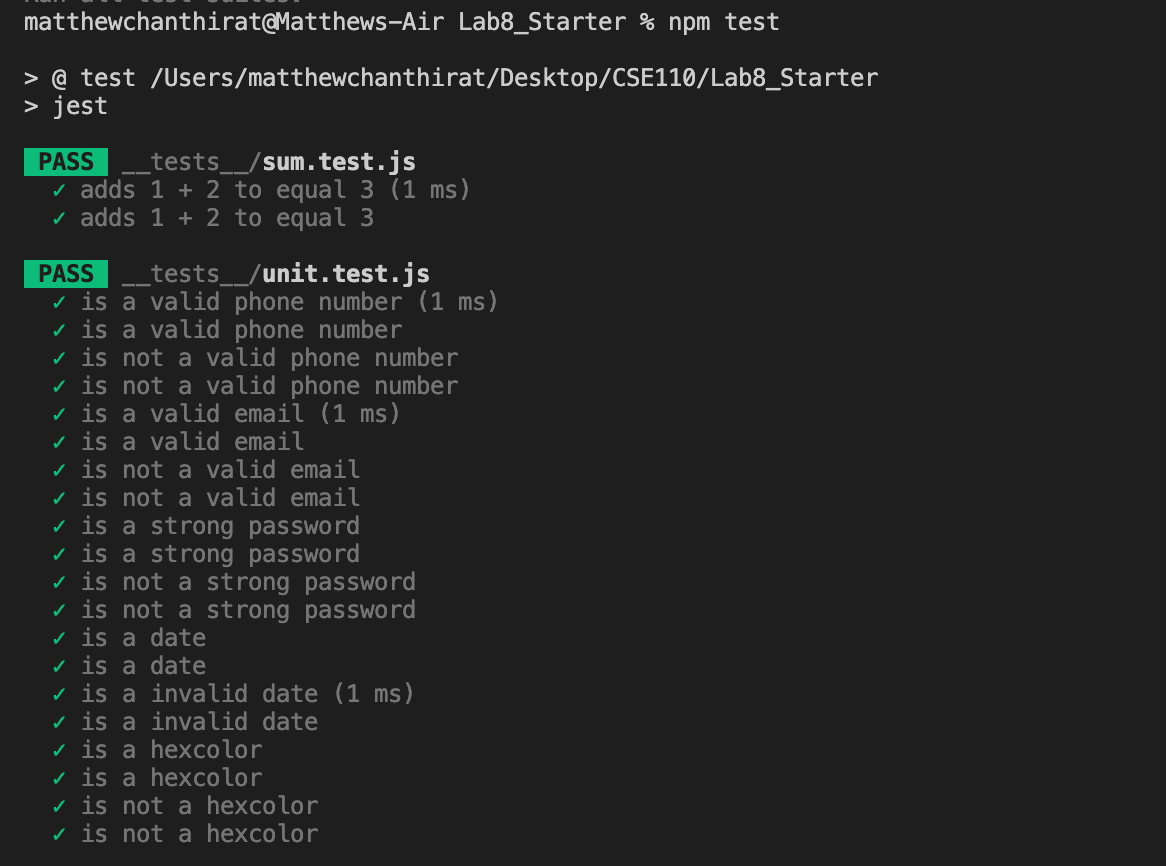 Ran all test suites.
matthewchanthirat@Matthews-Air Lab8_Starter % npm test
> @ test /Users/matthewchanthirat/Desktop/CSE110/Lab8_Starter
> jest
PASS __tests__/sum.test.js
✓ adds 1 + 2 to equal 3 (1 ms)
✓ adds 1 + 2 to equal 3
PASS __tests__/unit.test.js
✓ is a valid phone number (1 ms)
✓ is a valid phone number
✓ is not a valid phone number
✓ is not a valid phone number
✓ is a valid email (1 ms)
✓ is a valid email
✓ is not a valid email
✓ is not a valid email
✓ is a strong password
✓ is a strong password
✓ is not a strong password
✓ is not a strong password
✓ is a date
✓ is a date
✓ is a invalid date (1 ms)
✓ is a invalid date
✓ is a hexcolor
✓ is a hexcolor
✓ is not a hexcolor
✓ is not a hexcolor